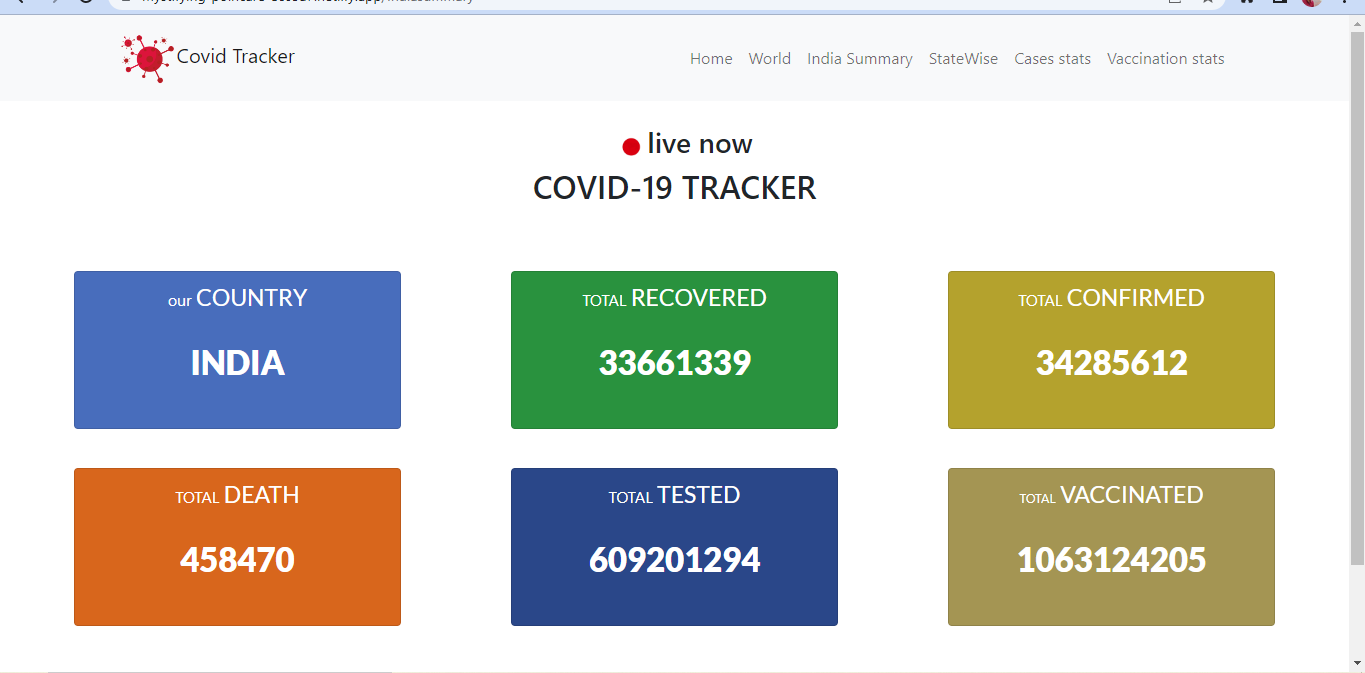 Covid Tracker
Home World India Summary StateWise Cases stats Vaccination stats
live now
COVID-19 TRACKER
our COUNTRY
INDIA
TOTAL RECOVERED
33661339
TOTAL CONFIRMED
34285612
TOTAL DEATH
458470
TOTAL TESTED
609201294
TOTAL VACCINATED
1063124205